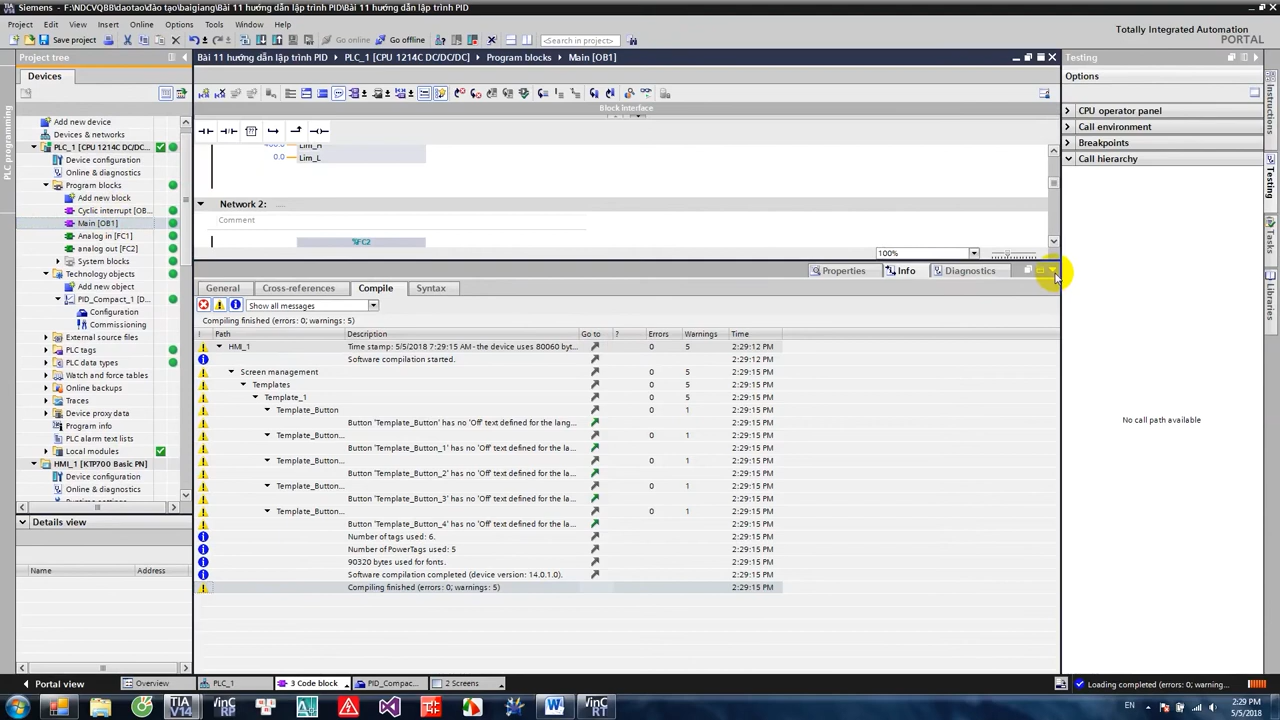 Siemens - F:\NDCVQBB\daotao\baigiang\Bài 11 hướng dẫn lập trình PID\Bài 11 hướng dẫn lập trình PID
Project Edit View Insert Online Options Tools Window Help
Totally Integrated Automation
PORTAL
Save project
Go online
Go offline
<Search in project>
Project tree
Bài 11 hướng dẫn lập trình PID
PLC_1 [CPU 1214C DC/DC/DC]
Program blocks
Main [OB1]
Testing
Devices
Options
Block interface
Add new device
Devices & networks
PLC_1 [CPU 1214C DC/DC...
Device configuration
Online & diagnostics
Program blocks
Add new block
Cyclic interrupt [OB...
Main [OB1]
Analog in [FC1]
analog out [FC2]
System blocks
Technology objects
Add new object
PID_Compact_1 [D...
Configuration
Commissioning
External source files
PLC tags
PLC data types
Watch and force tables
Online backups
Traces
Device proxy data
Program info
PLC alarm text lists
Local modules
HMI_1 [KTP700 Basic PN]
Device configuration
Online & diagnostics
Details view
Name Address
PLC programming
Lim_H
0.0 Lim_L
Network 2:
Comment
%FC2
100%
Properties
Info
Diagnostics
General
Cross-references
Compile
Syntax
Show all messages
Compiling finished (errors: 0; warnings: 5)
! Path Description Go to ? Errors Warnings Time
HMI_1 Time stamp: 5/5/2018 7:29:15 AM - the device uses 80060 byt... 0 5 2:29:12 PM
Software compilation started. 2:29:12 PM
Screen management 0 5 2:29:15 PM
Templates 0 5 2:29:15 PM
Template_1 0 5 2:29:15 PM
Template_Button 0 1 2:29:15 PM
Button 'Template_Button' has no 'Off' text defined for the lang... 2:29:15 PM
Template_Button... 0 1 2:29:15 PM
Button 'Template_Button_1' has no 'Off' text defined for the la... 2:29:15 PM
Template_Button... 0 1 2:29:15 PM
Button 'Template_Button_2' has no 'Off' text defined for the la... 2:29:15 PM
Template_Button... 0 1 2:29:15 PM
Button 'Template_Button_3' has no 'Off' text defined for the la... 2:29:15 PM
Template_Button... 0 1 2:29:15 PM
Button 'Template_Button_4' has no 'Off' text defined for the la... 2:29:15 PM
Number of tags used: 6. 2:29:15 PM
Number of PowerTags used: 5 2:29:15 PM
90320 bytes used for fonts. 2:29:15 PM
Software compilation completed (device version: 14.0.1.0). 2:29:15 PM
Compiling finished (errors: 0; warnings: 5) 2:29:15 PM
CPU operator panel
Call environment
Breakpoints
Call hierarchy
No call path available
Instructions
Testing
Tasks
Libraries
Portal view
Overview
PLC_1
3 Code block
PID_Compac...
2 Screens
Loading completed (errors: 0; warning...
TIA
V14
EN
2:29 PM
5/5/2018